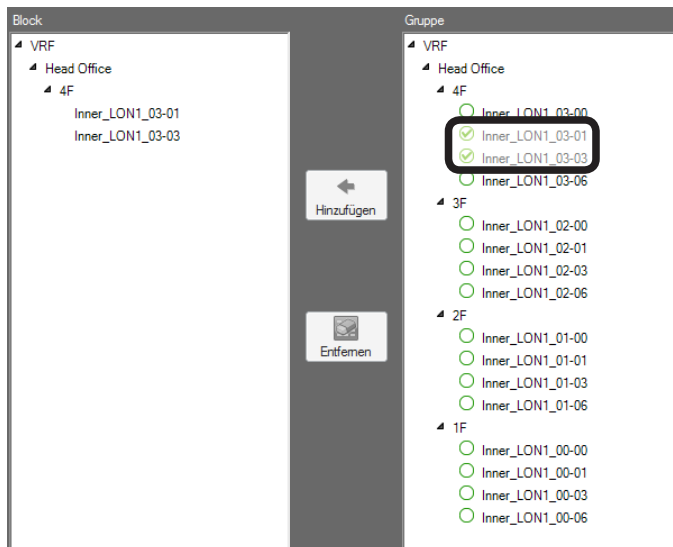 Block
VRF
Head Office
4F
Inner_LON1_03-01
Inner_LON1_03-03
Hinzufügen
Entfernen
Gruppe
VRF
Head Office
4F
Inner_LON1_03-00
Inner_LON1_03-01
Inner_LON1_03-03
Inner_LON1_03-06
3F
Inner_LON1_02-00
Inner_LON1_02-01
Inner_LON1_02-03
Inner_LON1_02-06
2F
Inner_LON1_01-00
Inner_LON1_01-01
Inner_LON1_01-03
Inner_LON1_01-06
1F
Inner_LON1_00-00
Inner_LON1_00-01
Inner_LON1_00-03
Inner_LON1_00-06